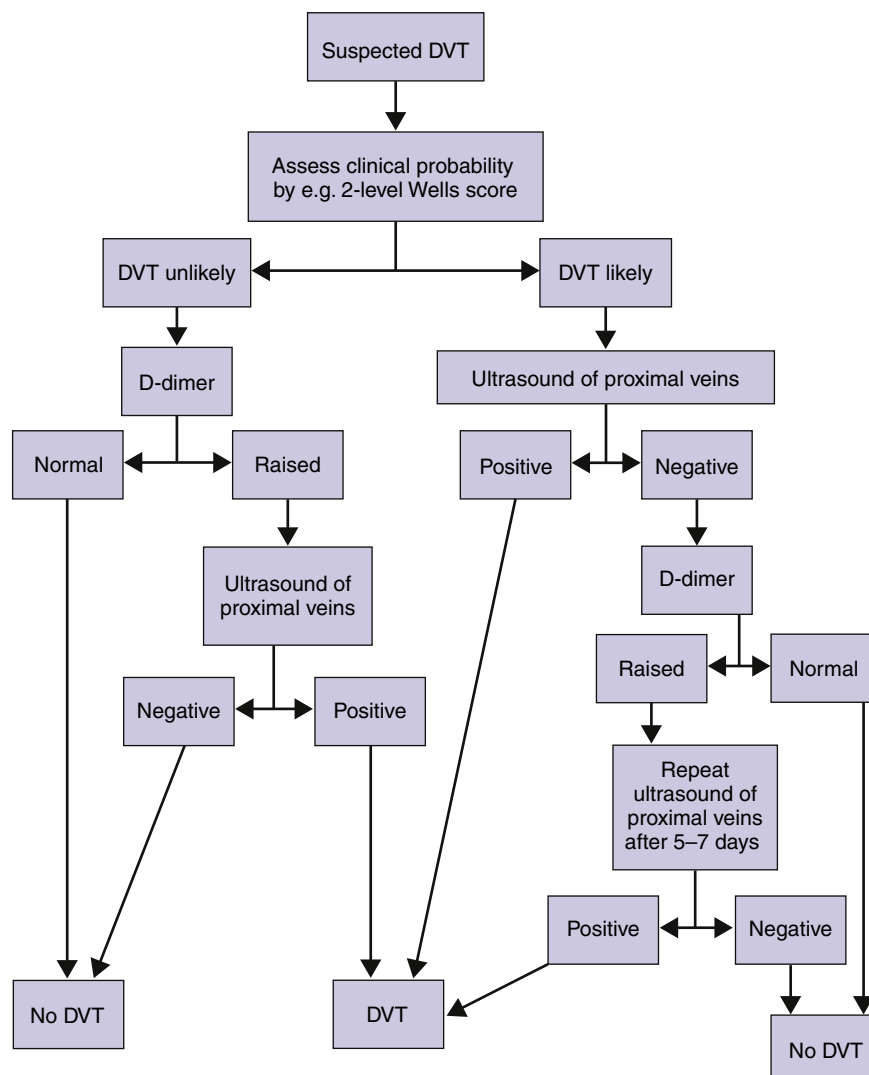 Suspected DVT
Assess clinical probability
by e.g. 2-level Wells score
DVT unlikely
DVT likely
D-dimer
Ultrasound of proximal veins
Normal
Raised
Positive
Negative
Ultrasound of
proximal veins
D-dimer
Raised
Normal
Negative
Positive
Repeat
ultrasound of
proximal veins
after 5–7 days
Positive
Negative
No DVT
DVT
No DVT